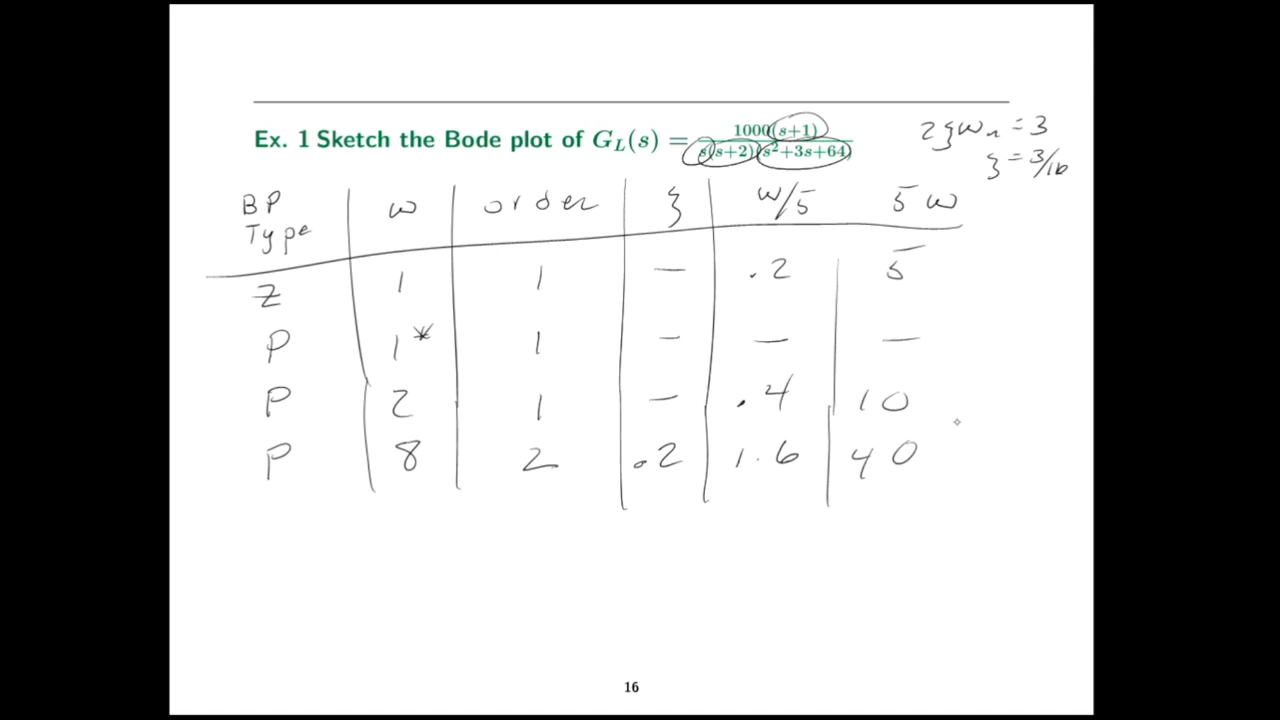 Ex. 1 Sketch the Bode plot of G_L(s) = 1000(s+1) / s(s+2)(s²+3s+64)
2ζω_n = 3
ζ = 3/16
BP Type | ω | order | ζ | ω/5 | 5ω
Z | 1 | 1 | — | .2 | 5
P | 1* | 1 | — | — | —
P | 2 | 1 | — | .4 | 10
P | 8 | 2 | .2 | 1.6 | 40
16